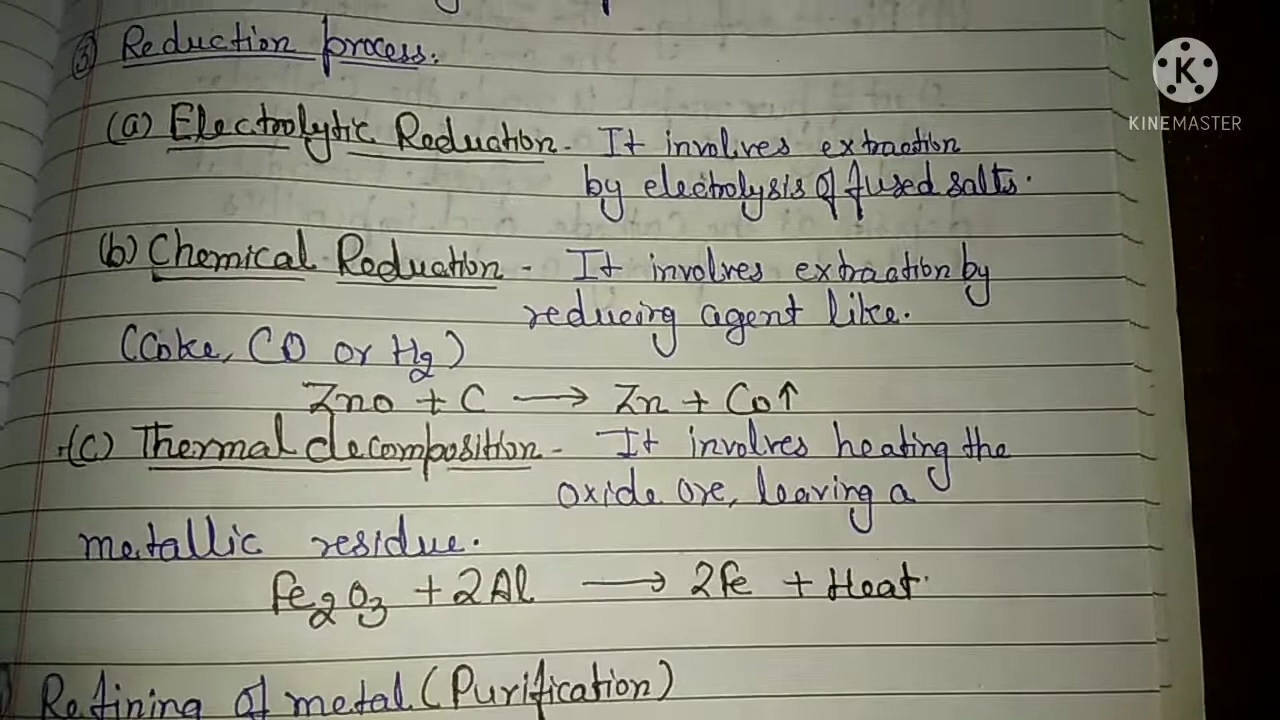 ③ Reduction process.
(a) Electrolytic Reduction - It involves extraction
by electrolysis of fused salts.
(b) Chemical Reduction - It involves extraction by
reducing agent like.
(Coke, CO or Hg)
ZnO + C → Zn + Co↑
(c) Thermal decomposition - It involves heating the
oxide ore, leaving a
metallic residue.
Fe₂O₃ + 2Al → 2Fe + Heat.
Refining of metal (Purification)
K
KINEMASTER